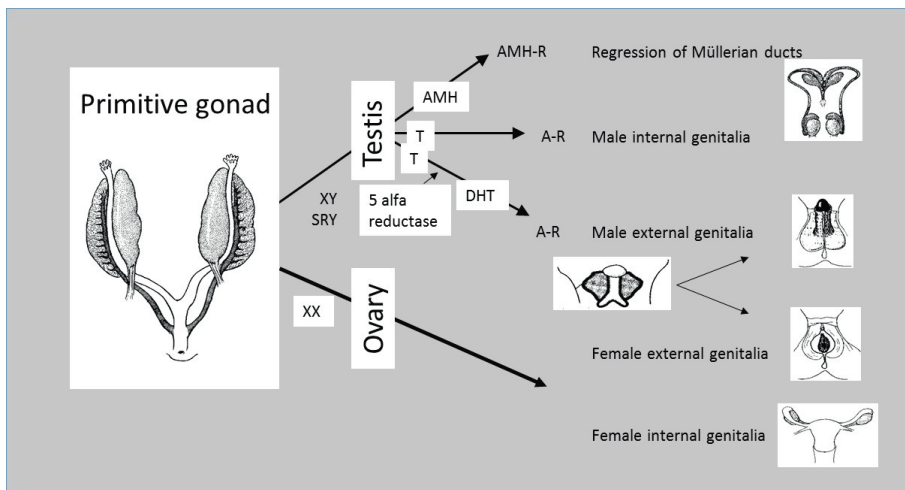 Primitive gonad
XY
SRY
XX
Testis
Ovary
AMH
T
T
5 alfa
reductase
DHT
AMH-R
Regression of Müllerian ducts
A-R
Male internal genitalia
A-R
Male external genitalia
Female external genitalia
Female internal genitalia